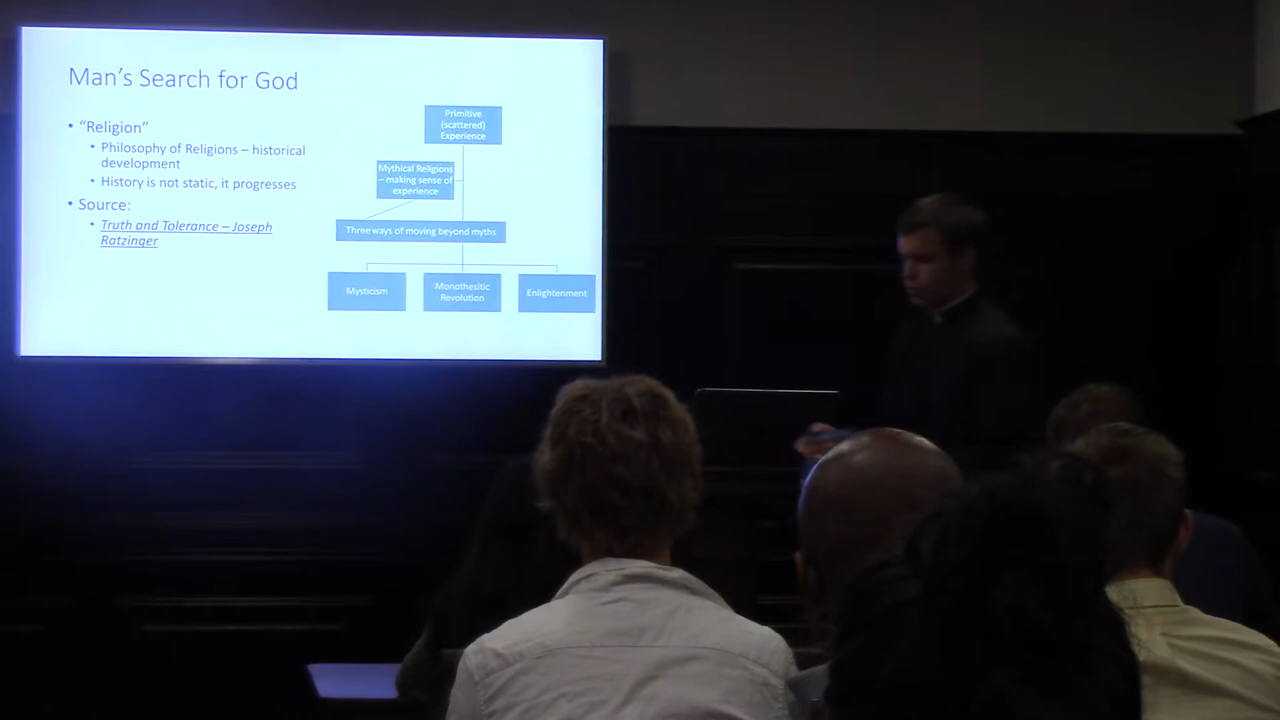 Man's Search for God
• "Religion"
• Philosophy of Religions – historical
development
• History is not static, it progresses
• Source:
• Truth and Tolerance – Joseph
Ratzinger
Primitive
(scattered)
Experience
Mythical Religions
– making sense of
experience
Three ways of moving beyond myths
Mysticism
Monothesitic
Revolution
Enlightenment